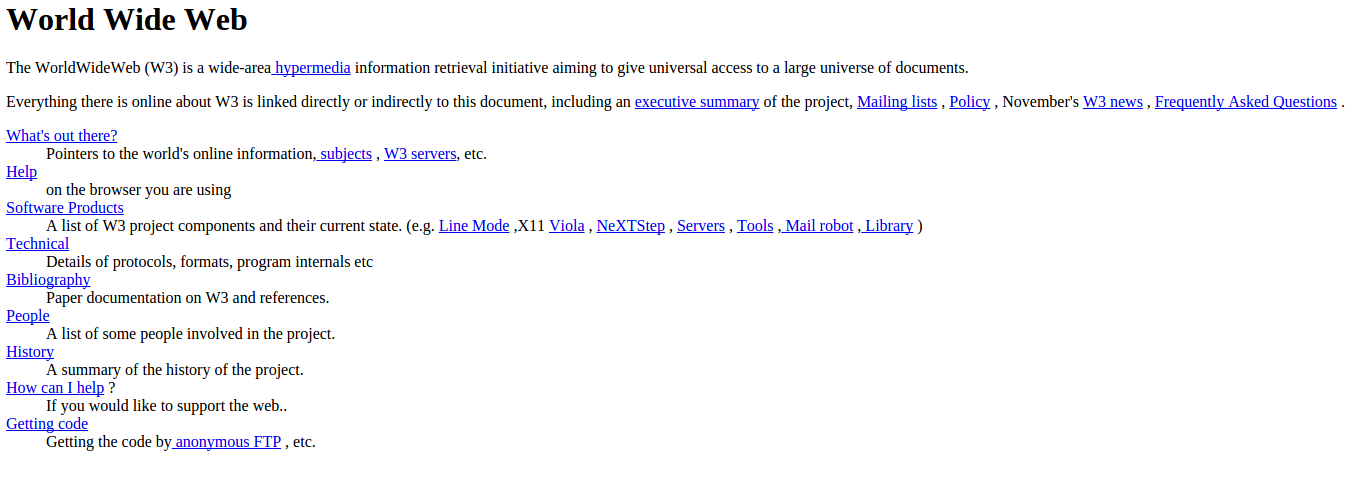 World Wide Web
The WorldWideWeb (W3) is a wide-area hypermedia information retrieval initiative aiming to give universal access to a large universe of documents.
Everything there is online about W3 is linked directly or indirectly to this document, including an executive summary of the project, Mailing lists , Policy , November's W3 news , Frequently Asked Questions .
What's out there?
Pointers to the world's online information, subjects , W3 servers, etc.
Help
on the browser you are using
Software Products
A list of W3 project components and their current state. (e.g. Line Mode ,X11 Viola , NeXTStep , Servers , Tools , Mail robot , Library )
Technical
Details of protocols, formats, program internals etc
Bibliography
Paper documentation on W3 and references.
People
A list of some people involved in the project.
History
A summary of the history of the project.
How can I help ?
If you would like to support the web..
Getting code
Getting the code by anonymous FTP , etc.